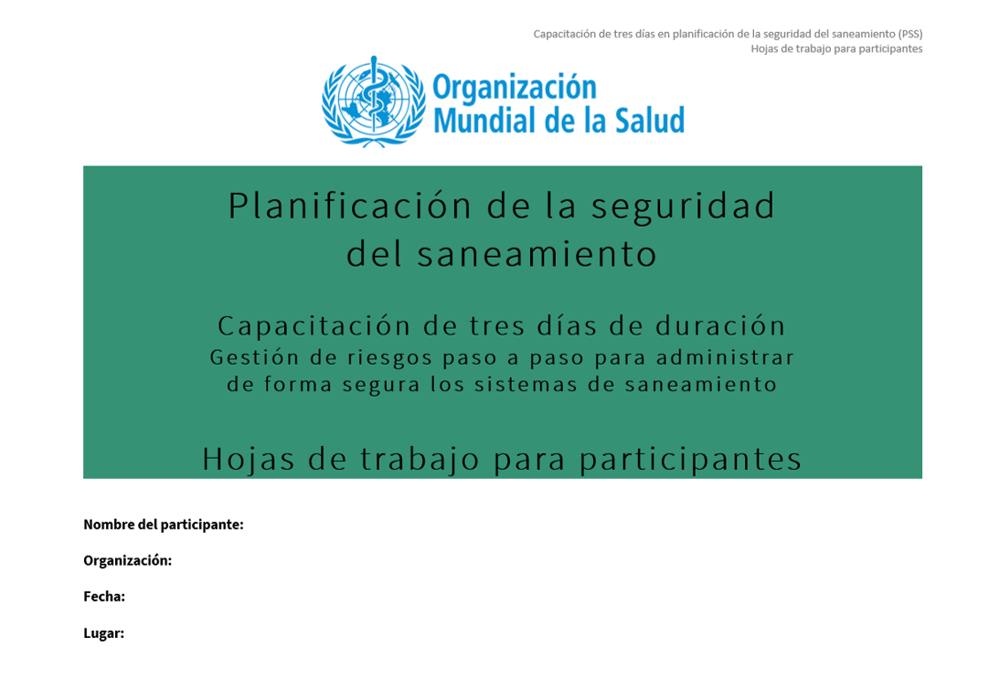 Capacitación de tres días en planificación de la seguridad del saneamiento (PSS)
Hojas de trabajo para participantes
Organización
Mundial de la Salud
Planificación de la seguridad
del saneamiento
Capacitación de tres días de duración
Gestión de riesgos paso a paso para administrar
de forma segura los sistemas de saneamiento
Hojas de trabajo para participantes
Nombre del participante:
Organización:
Fecha:
Lugar: